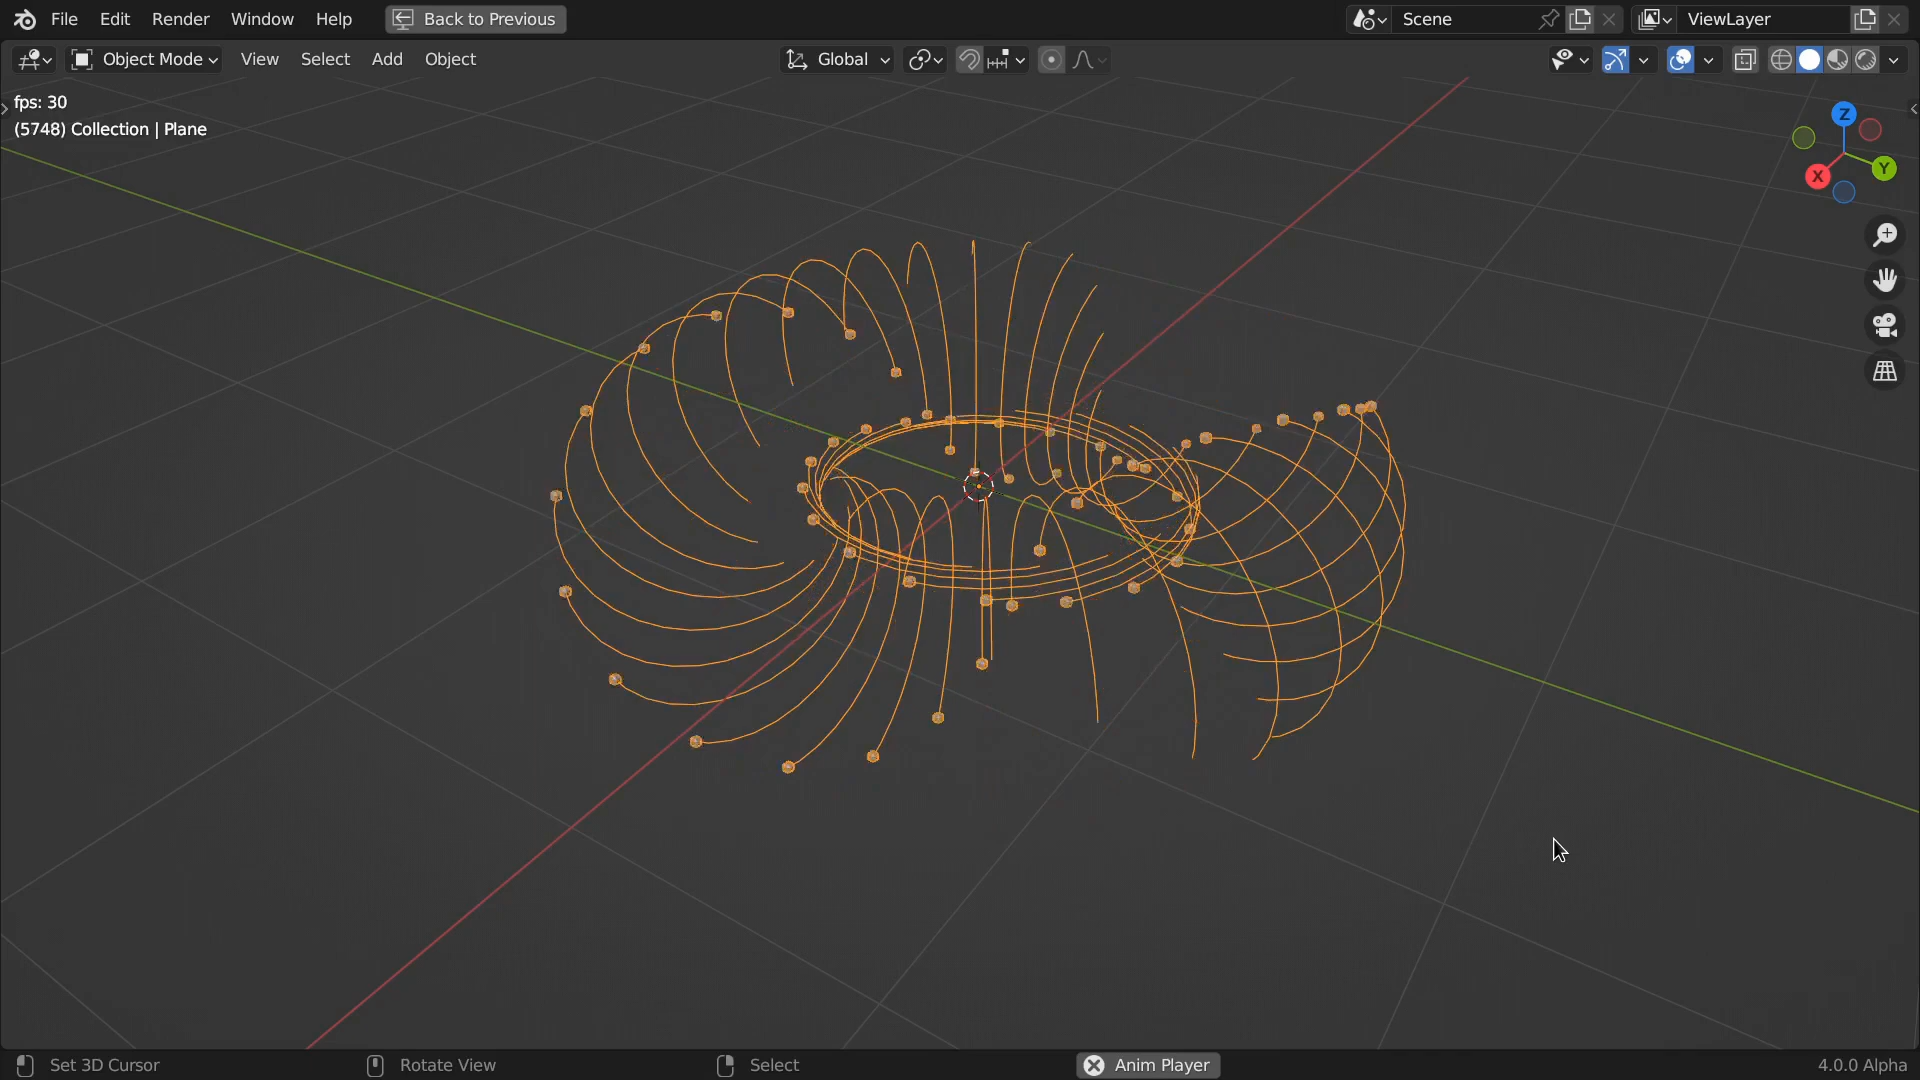 File Edit Render Window Help Back to Previous Scene ViewLayer
Object Mode View Select Add Object Global
fps: 30
(5748) Collection | Plane
Z
Y
X
Set 3D Cursor Rotate View Select Anim Player 4.0.0 Alpha